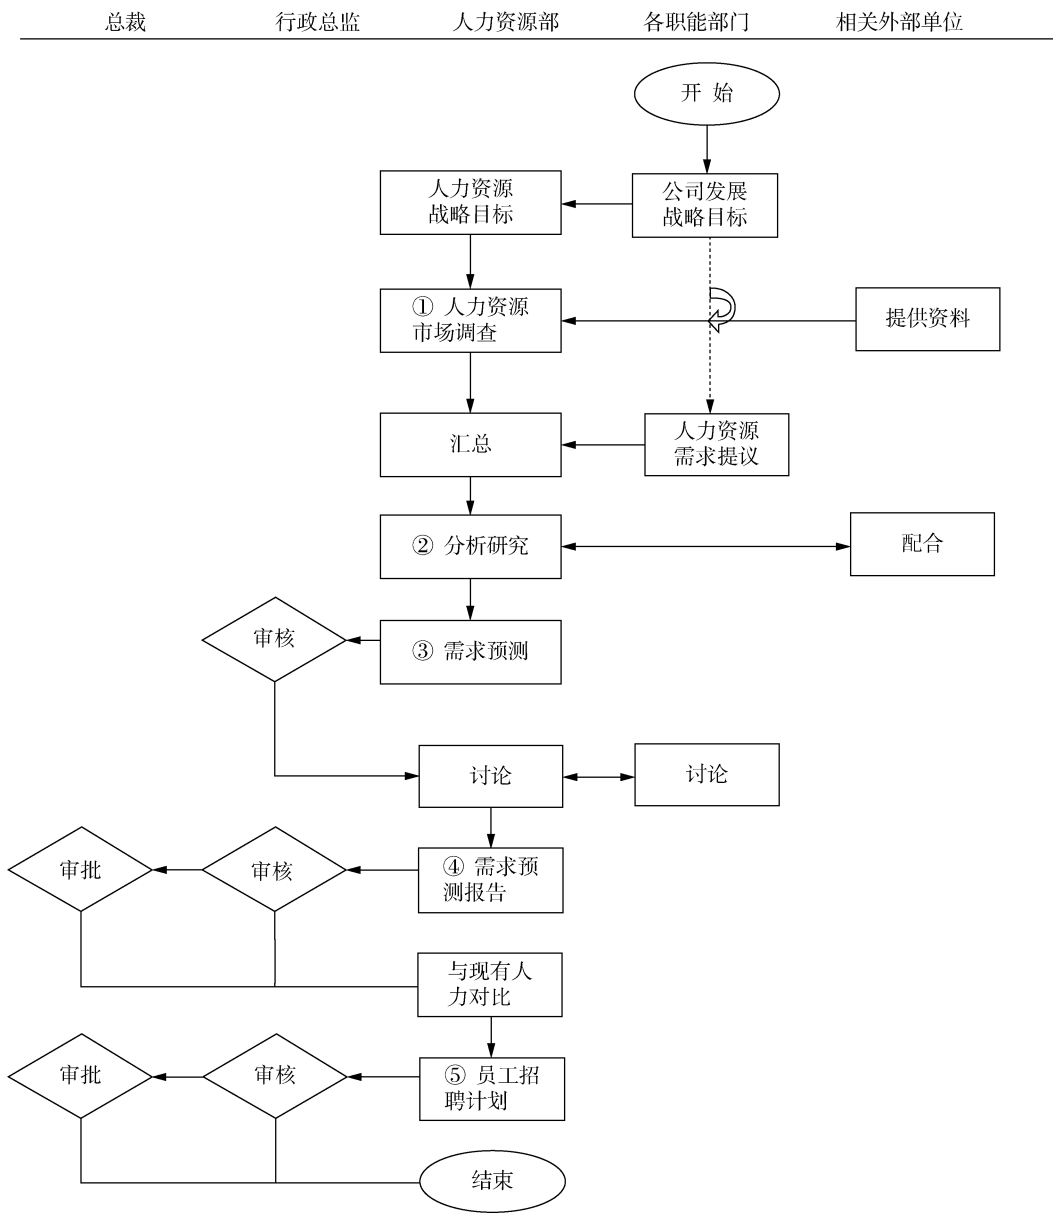 总裁 行政总监 人力资源部 各职能部门 相关外部单位
开 始
人力资源
战略目标
公司发展
战略目标
① 人力资源
市场调查
提供资料
汇总
人力资源
需求提议
② 分析研究
配合
审核
③ 需求预测
讨论
讨论
审批
审核
④ 需求预
测报告
与现有人
力对比
审批
审核
⑤ 员工招
聘计划
结束